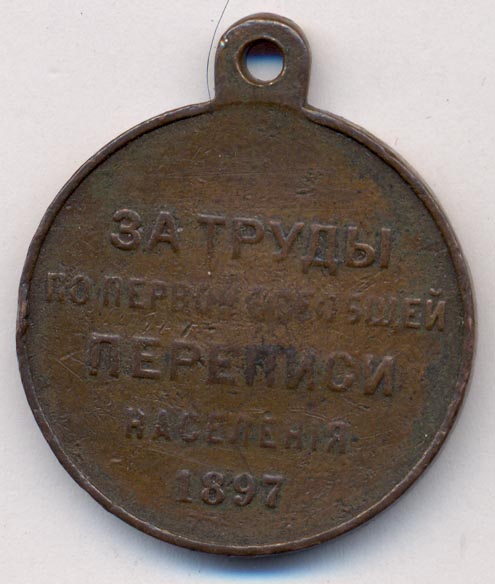 ЗА ТРУДЫ
ПО ПЕРВОЙ ВСЕОБЩЕЙ
ПЕРЕПИСИ
НАСЕЛЕНІЯ
1897